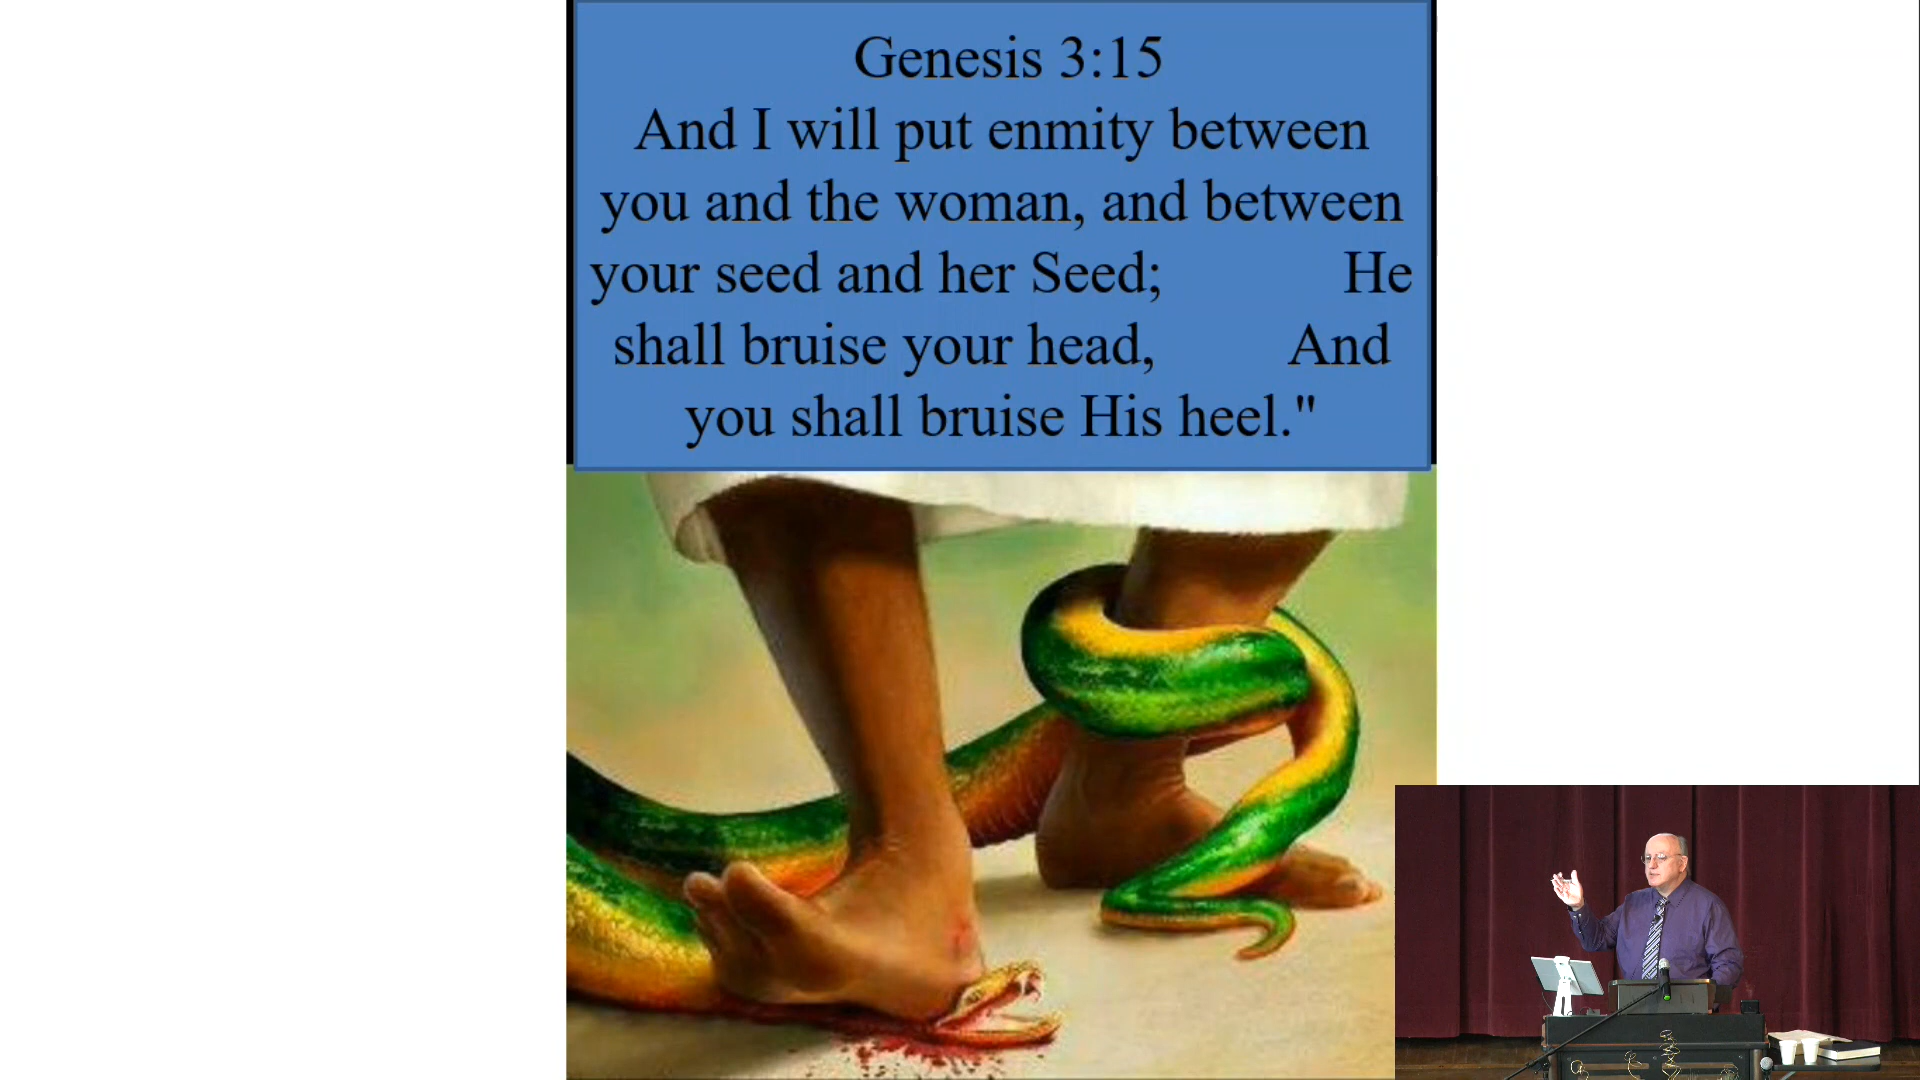 Genesis 3:15
And I will put enmity between
you and the woman, and between
your seed and her Seed; He
shall bruise your head, And
you shall bruise His heel."